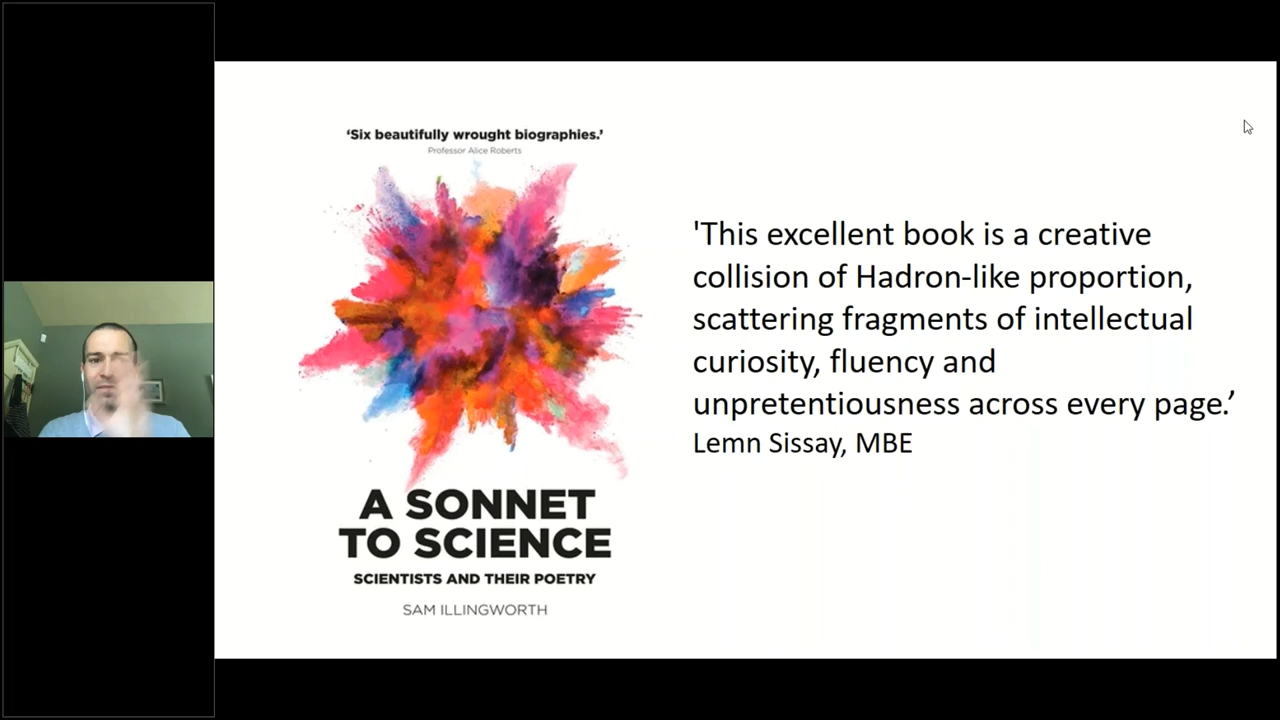 ‘Six beautifully wrought biographies.’
Professor Alice Roberts
A SONNET
TO SCIENCE
SCIENTISTS AND THEIR POETRY
SAM ILLINGWORTH
'This excellent book is a creative
collision of Hadron-like proportion,
scattering fragments of intellectual
curiosity, fluency and
unpretentiousness across every page.’
Lemn Sissay, MBE